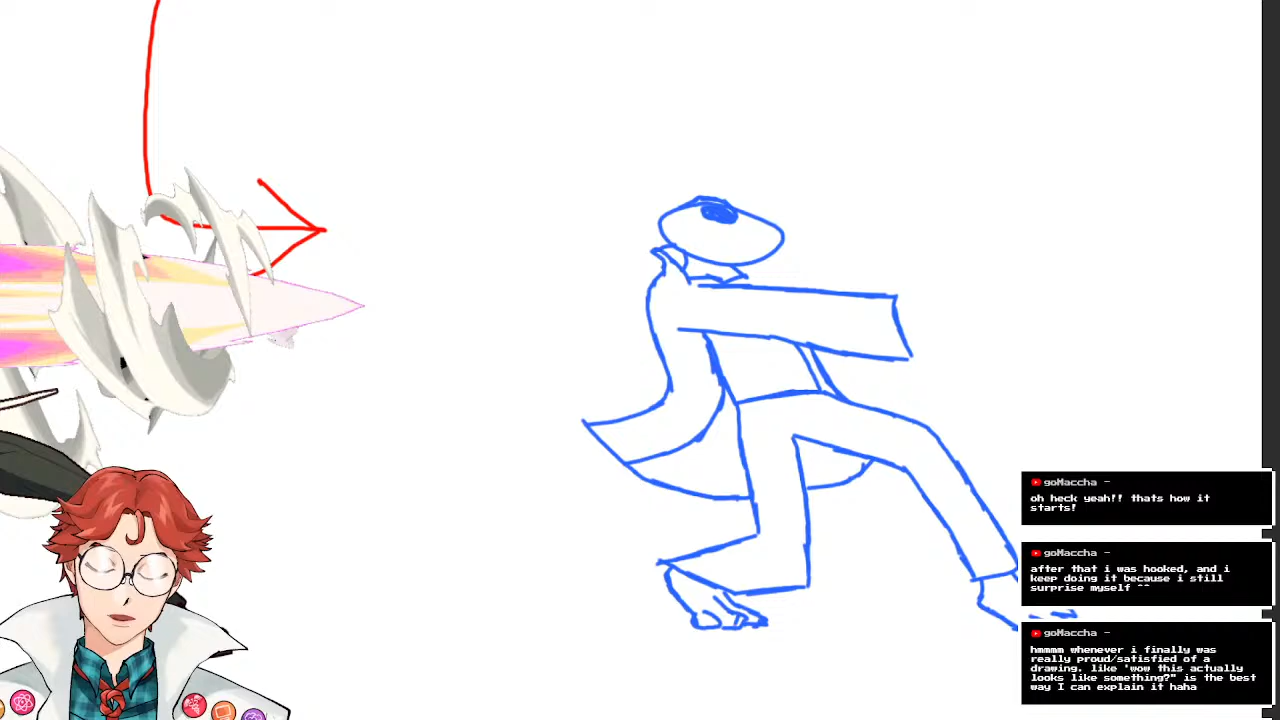 goMaccha –
oh heck yeah!! thats how it
starts!
goMaccha –
after that i was hooked, and i
keep doing it because i still
surprise myself ^^
goMaccha –
hmmmm whenever i finally was
really proud/satisfied of a
drawing. like 'wow this actually
looks like something?" is the best
way I can explain it haha